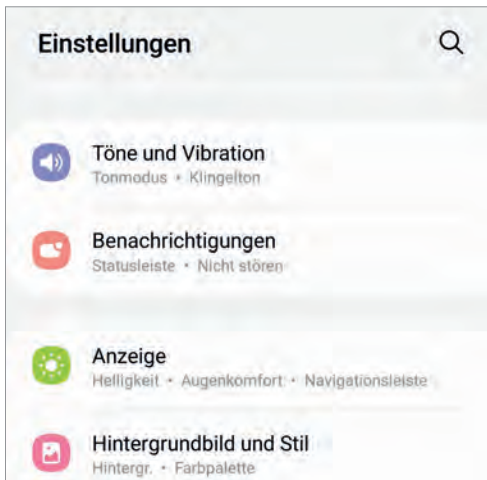 Einstellungen
Töne und Vibration
Tonmodus • Klingelton
Benachrichtigungen
Statusleiste • Nicht stören
Anzeige
Helligkeit • Augenkomfort • Navigationsleiste
Hintergrundbild und Stil
Hintergr. • Farbpalette